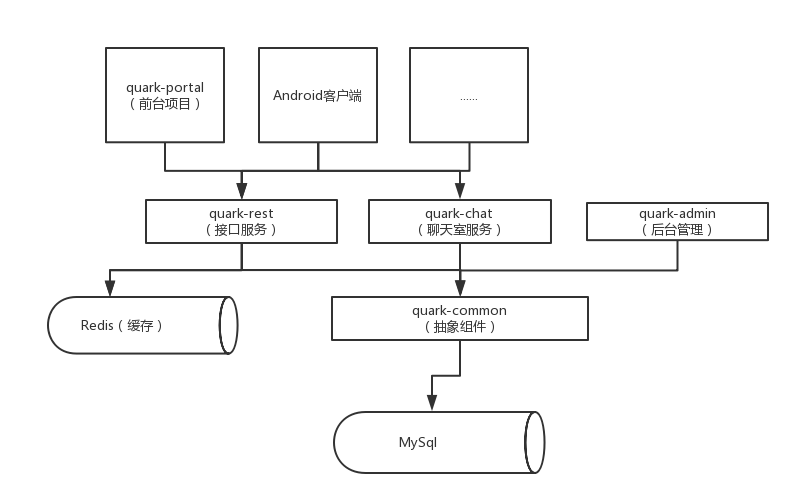 quark-portal
（前台项目）
Android客户端
......
quark-rest
（接口服务）
quark-chat
（聊天室服务）
quark-admin
（后台管理）
Redis（缓存）
quark-common
（抽象组件）
MySql